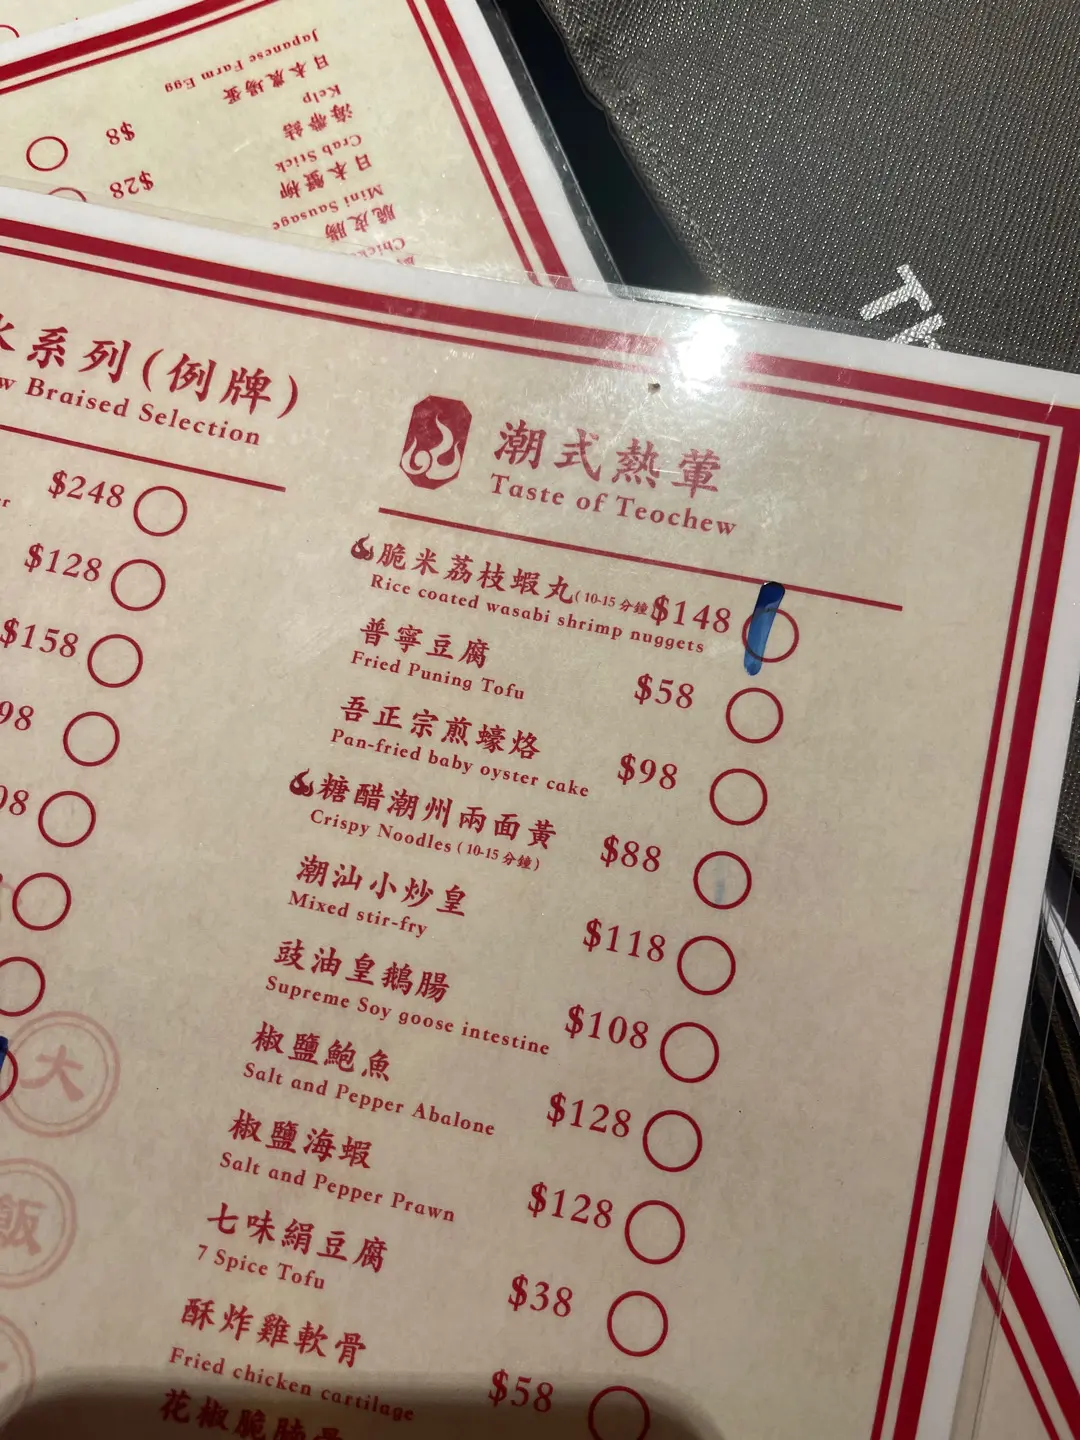 日本農場蛋
Japanese Farm Egg
海帶結
Kelp
日本蟹柳
Crab Stick
脆皮腸
Mini Sausage
$8
$28
系列(例牌)
Braised Selection
$248
$128
$158
98
08
大
飯
潮式熱葷
Taste of Teochew
脆米荔枝蝦丸(10-15分鐘 $148
Rice coated wasabi shrimp nuggets
普寧豆腐
Fried Puning Tofu $58
吾正宗煎蠔烙
Pan-fried baby oyster cake $98
糖醋潮州兩面黃
Crispy Noodles (10-15分鐘) $88
潮汕小炒皇
Mixed stir-fry $118
豉油皇鵝腸
Supreme Soy goose intestine $108
椒鹽鮑魚
Salt and Pepper Abalone $128
椒鹽海蝦
Salt and Pepper Prawn $128
七味絹豆腐
7 Spice Tofu $38
酥炸雞軟骨
Fried chicken cartilage $58
花椒脆